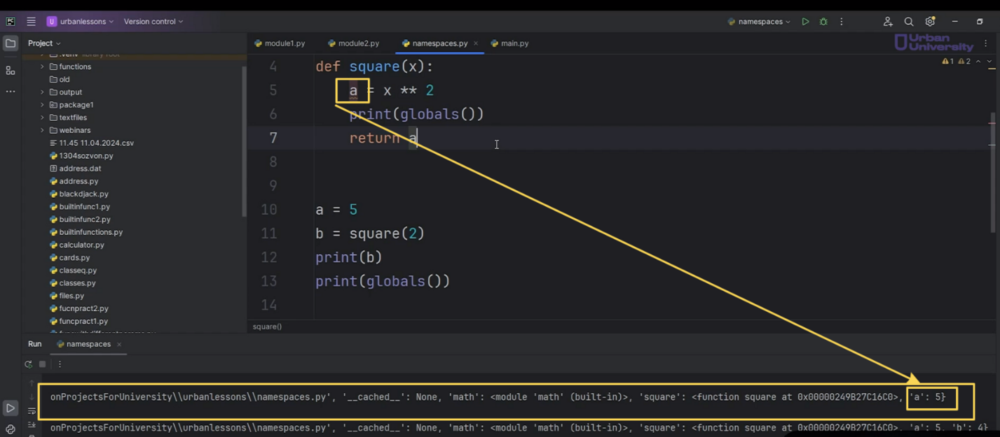 PC
U urbanlessons
Version control
namespaces
Project
module1.py
module2.py
namespaces.py
main.py
Urban
University
.venv library root
functions
old
output
package1
textfiles
webinars
11.45 11.04.2024.csv
1304sozvon.py
address.dat
address.py
blackdjack.py
builtinfunc1.py
builtinfunc2.py
builtinfunctions.py
calculator.py
cards.py
classeq.py
classes.py
files.py
fucnpract2.py
funcpract1.py
1 2
4 def square(x):
5 a = x ** 2
6 print(globals())
7 return a
8
9
10 a = 5
11 b = square(2)
12 print(b)
13 print(globals())
14
square()
Run
namespaces
onProjectsForUniversity\\urbanlessons\\namespaces.py', '__cached__': None, 'math': <module 'math' (built-in)>, 'square': <function square at 0x00000249B27C16C0>, 'a': 5}
onProjectsForUniversity\\urbanlessons\\namespaces.py', '__cached__': None, 'math': <module 'math' (built-in)>, 'square': <function square at 0x00000249B27C16C0>, 'a': 5, 'b': 4}